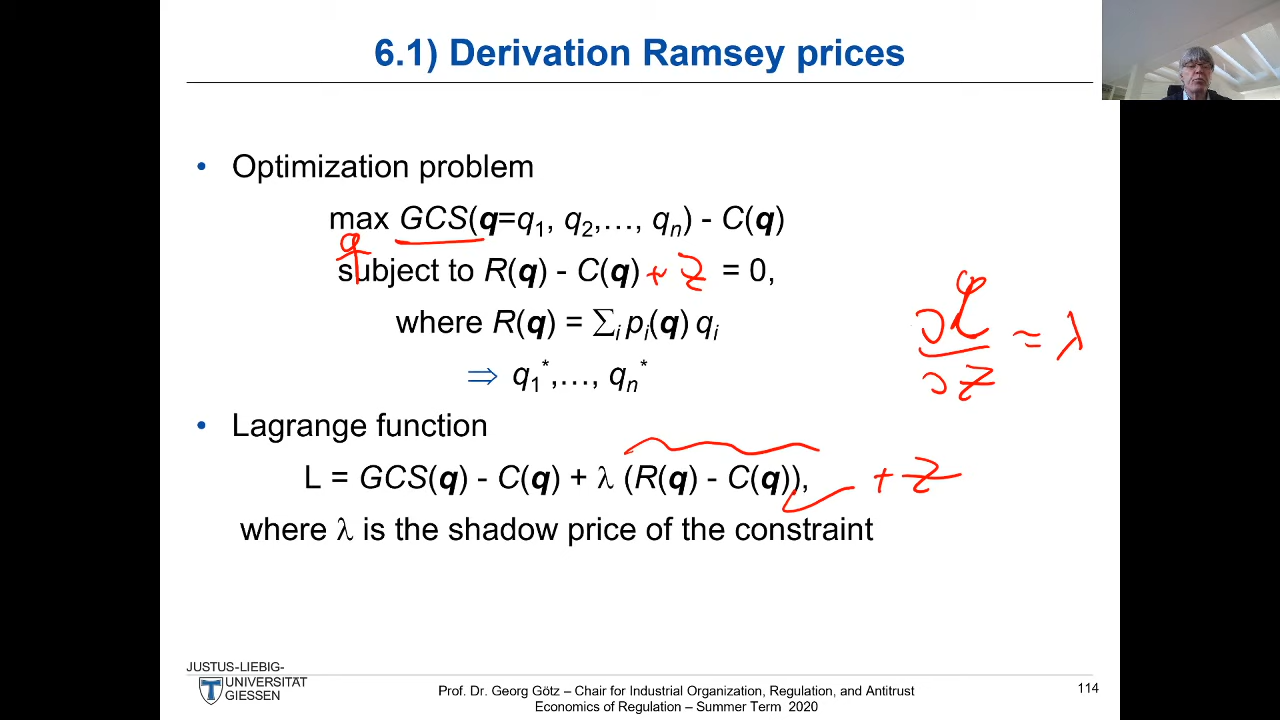 6.1) Derivation Ramsey prices
• Optimization problem
max GCS(q=q1, q2,…, qn) - C(q)
q
subject to R(q) - C(q) + z = 0,
where R(q) = ∑i pi(q) qi
∂L
∂z ≈ λ
⇒ q1*,…, qn*
• Lagrange function
L = GCS(q) - C(q) + λ (R(q) - C(q)), + z
where λ is the shadow price of the constraint
JUSTUS-LIEBIG-
UNIVERSITÄT
GIESSEN
Prof. Dr. Georg Götz – Chair for Industrial Organization, Regulation, and Antitrust
Economics of Regulation – Summer Term 2020
114